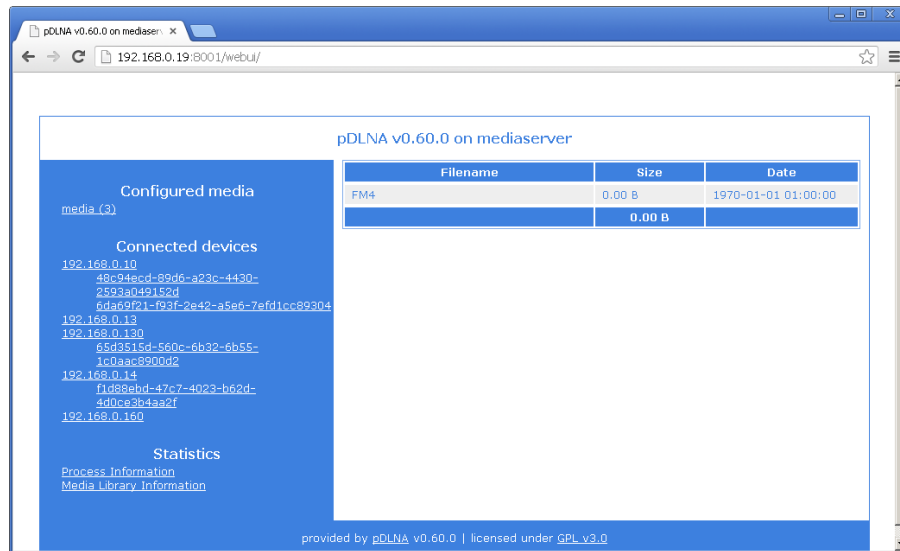 pDLNA v0.60.0 on mediaserv
192.168.0.19:8001/webui/
pDLNA v0.60.0 on mediaserver
Configured media
media (3)
Connected devices
192.168.0.10
48c94ecd-89d6-a23c-4430-
2593a049152d
6da69f21-f93f-2e42-a5e6-7efd1cc89304
192.168.0.13
192.168.0.130
65d3515d-560c-6b32-6b55-
1c0aac8900d2
192.168.0.14
f1d88ebd-47c7-4023-b62d-
4d0ce3b4aa2f
192.168.0.160
Statistics
Process Information
Media Library Information
Filename Size Date
FM4 0.00 B 1970-01-01 01:00:00
0.00 B
provided by pDLNA v0.60.0 | licensed under GPL v3.0